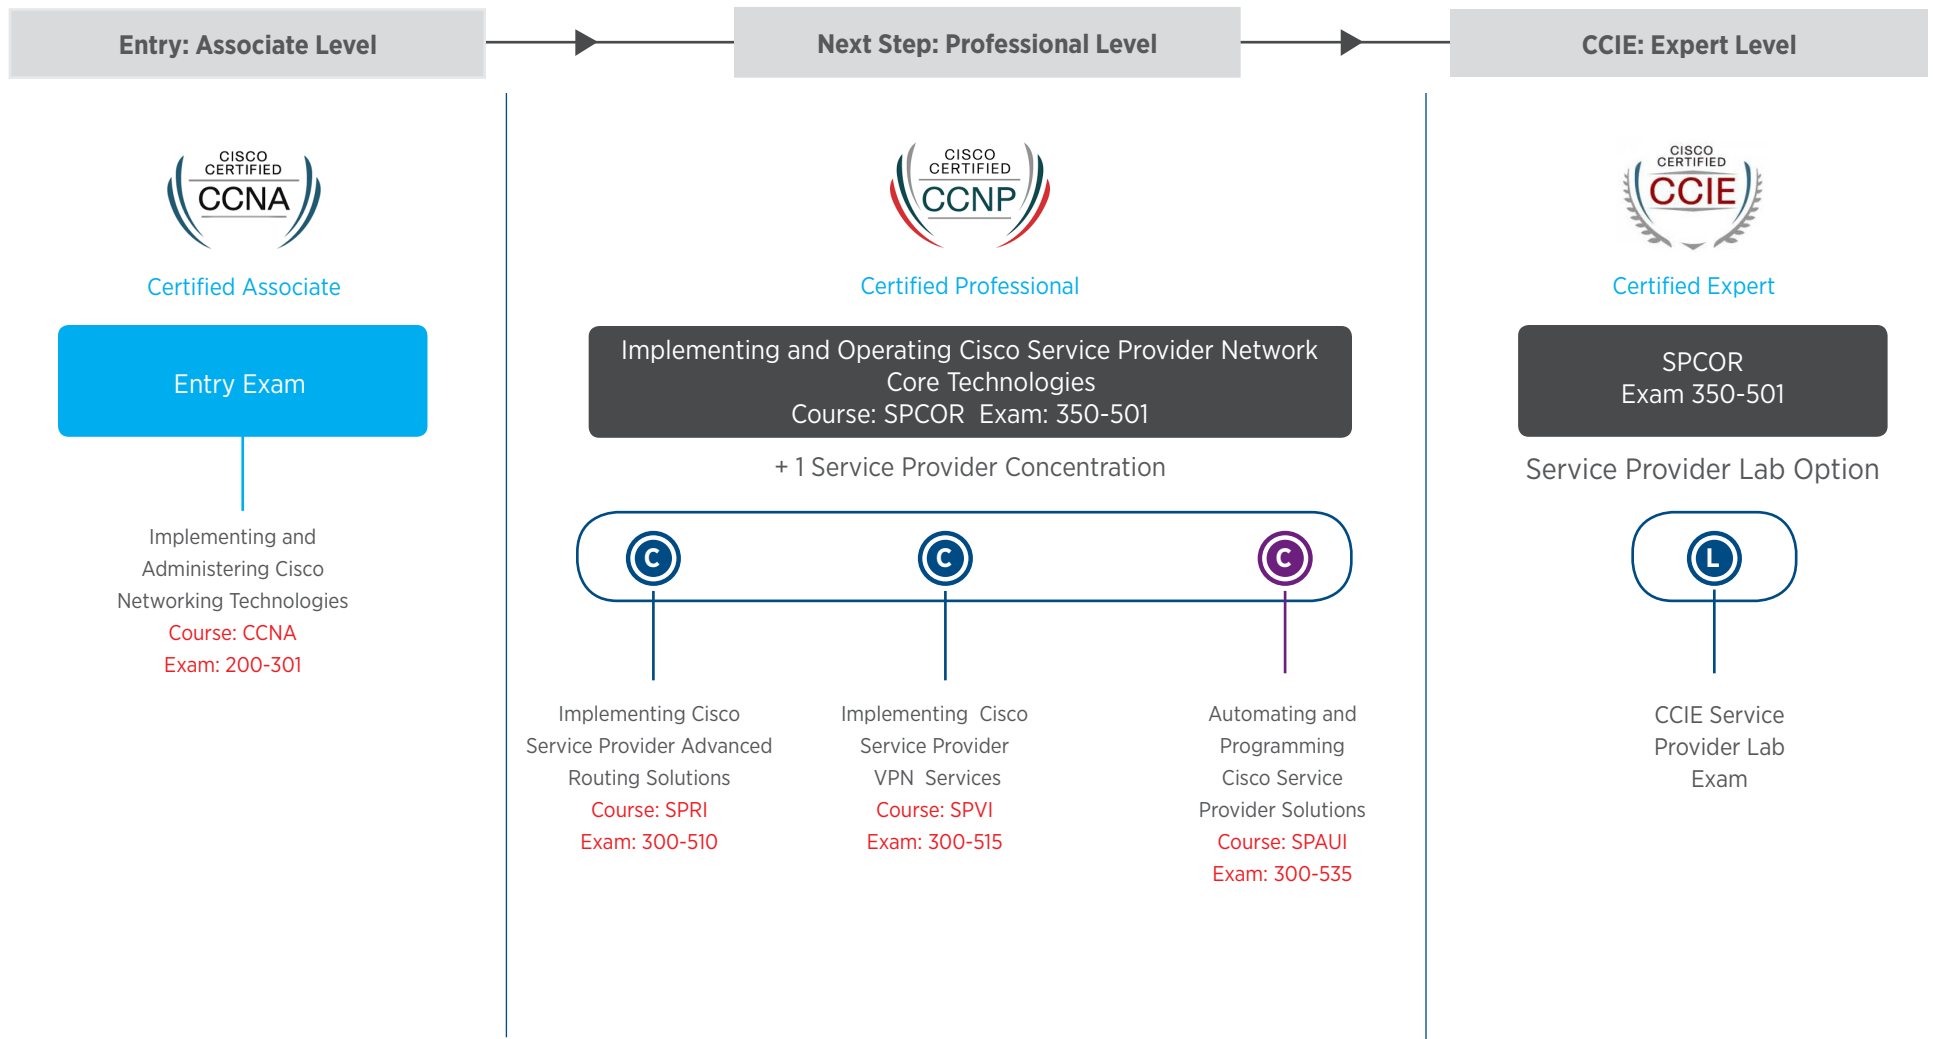 Entry: Associate Level
Next Step: Professional Level
CCIE: Expert Level
CISCO
CERTIFIED
CCNA
Certified Associate
Entry Exam
Implementing and
Administering Cisco
Networking Technologies
Course: CCNA
Exam: 200-301
CISCO
CERTIFIED
CCNP
Certified Professional
Implementing and Operating Cisco Service Provider Network
Core Technologies
Course: SPCOR Exam: 350-501
+ 1 Service Provider Concentration
C
C
C
Implementing Cisco
Service Provider Advanced
Routing Solutions
Course: SPRI
Exam: 300-510
Implementing Cisco
Service Provider
VPN Services
Course: SPVI
Exam: 300-515
Automating and
Programming
Cisco Service
Provider Solutions
Course: SPAUI
Exam: 300-535
CISCO
CERTIFIED
CCIE
Certified Expert
SPCOR
Exam 350-501
Service Provider Lab Option
L
CCIE Service
Provider Lab
Exam